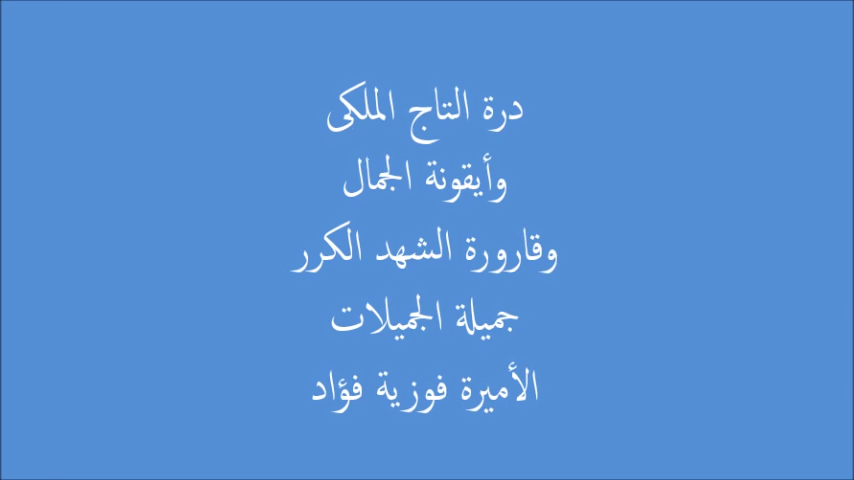 درة التاج الملكى
وأيقونة الجمال
وقارورة الشهد الكرر
جميلة الجميلات
الأميرة فوزية فؤاد